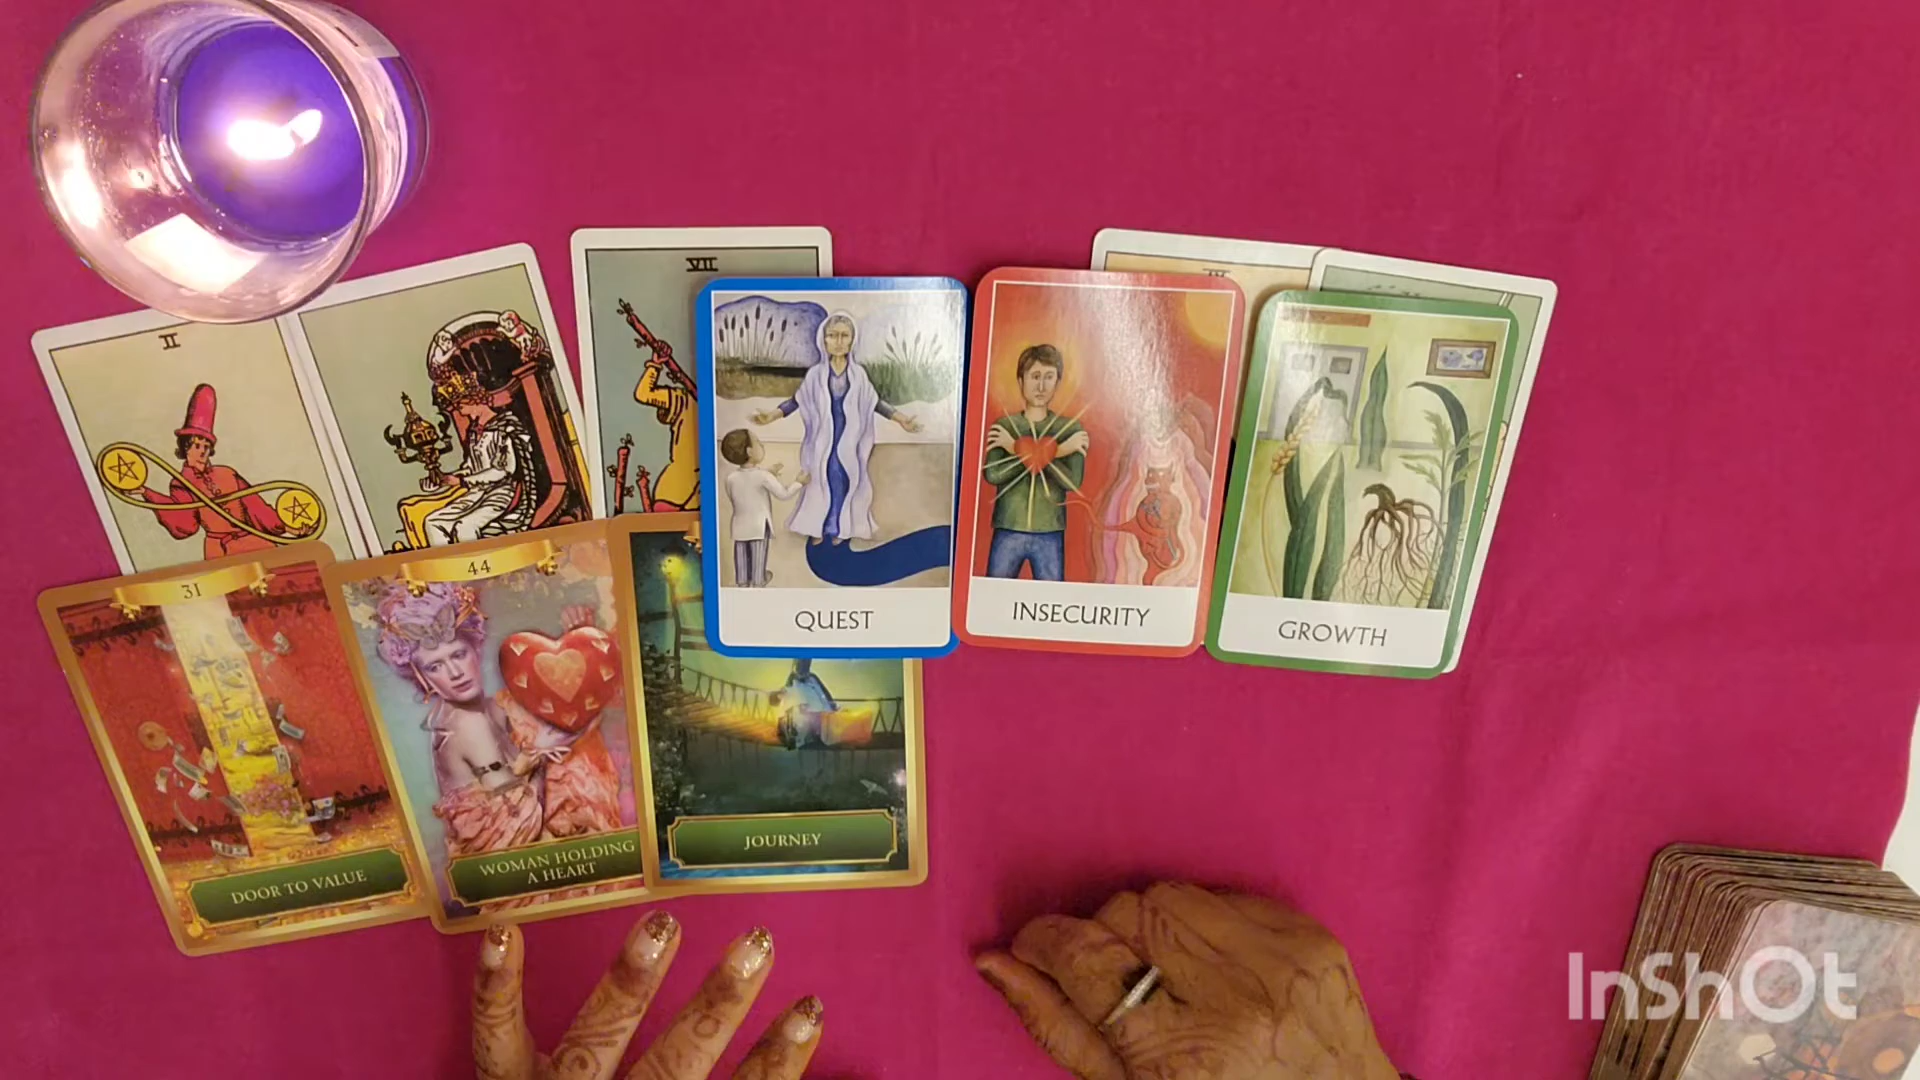 II
VII
QUEST
INSECURITY
GROWTH
31
44
DOOR TO VALUE
WOMAN HOLDING
A HEART
JOURNEY
InShOt